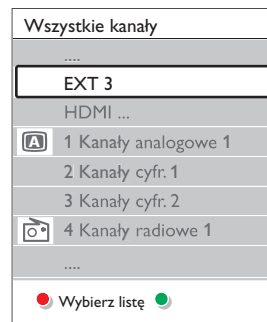 Wszystkie kanały
....
EXT 3
HDMI ...
A 1 Kanały analogowe 1
2 Kanały cyfr. 1
3 Kanały cyfr. 2
4 Kanały radiowe 1
....
Wybierz listę